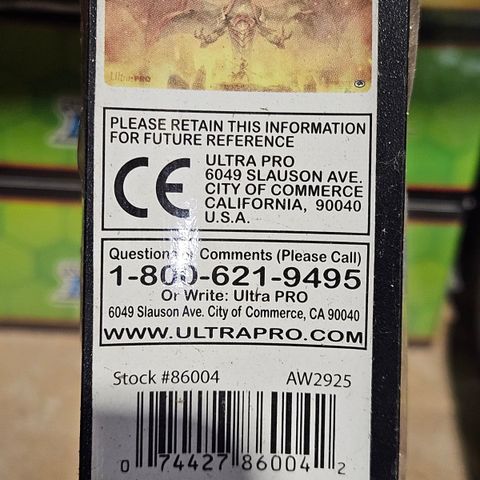 Ultra•PRO
PLEASE RETAIN THIS INFORMATION
FOR FUTURE REFERENCE
CE
ULTRA PRO
6049 SLAUSON AVE.
CITY OF COMMERCE
CALIFORNIA, 90040
U.S.A.
Questions/ Comments (Please Call)
1-800-621-9495
Or Write: Ultra PRO
6049 Slauson Ave. City of Commerce, CA 90040
WWW.ULTRAPRO.COM
Stock #86004 AW2925
0 74427 86004 2